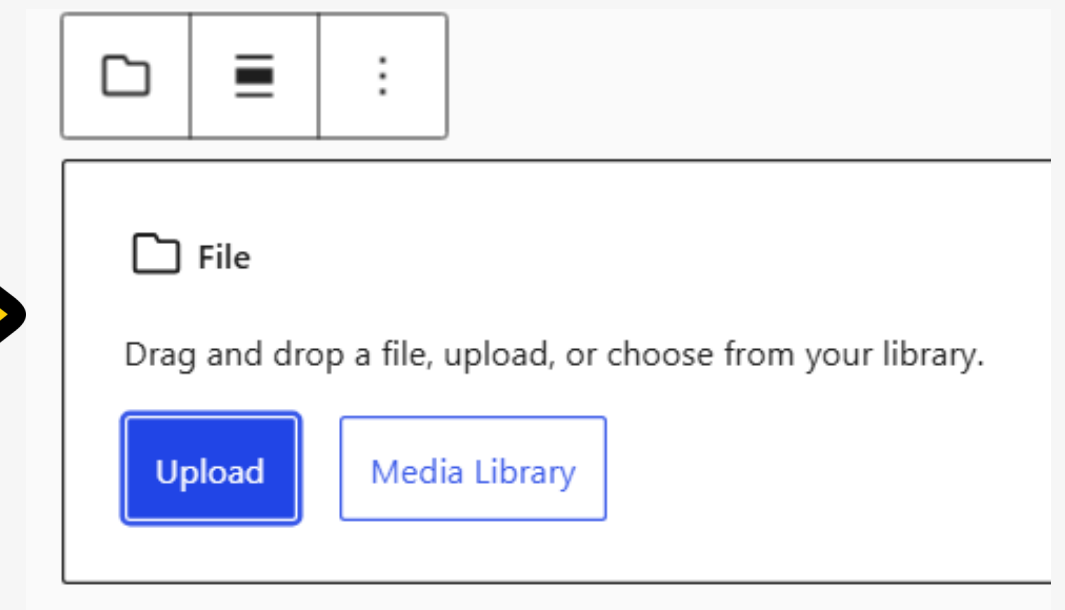 File
Drag and drop a file, upload, or choose from your library.
Upload
Media Library